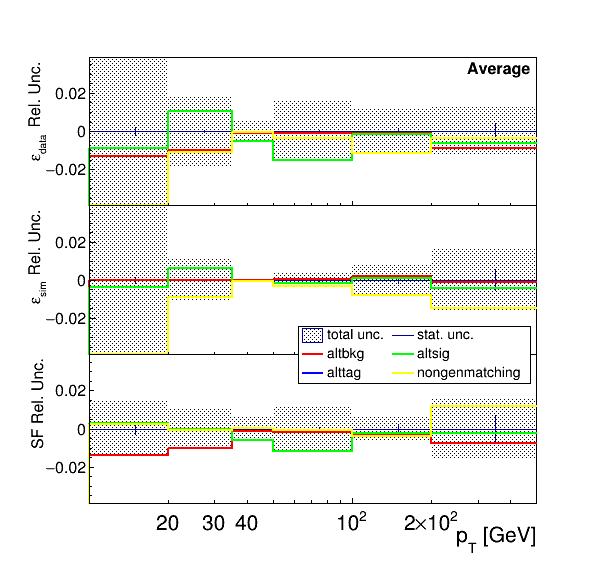 Average
ε_data Rel. Unc.
0.02
0
−0.02
ε_sim Rel. Unc.
0.02
0
−0.02
total unc. stat. unc.
altbkg altsig
alttag nongenmatching
SF Rel. Unc.
0.02
0
−0.02
20 30 40 10² 2×10²
p_T [GeV]